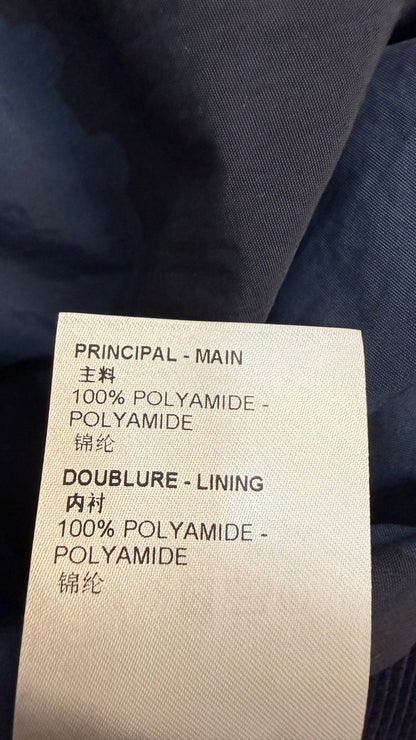 PRINCIPAL - MAIN
主料
100% POLYAMIDE -
POLYAMIDE
锦纶
DOUBLURE - LINING
内衬
100% POLYAMIDE -
POLYAMIDE
锦纶